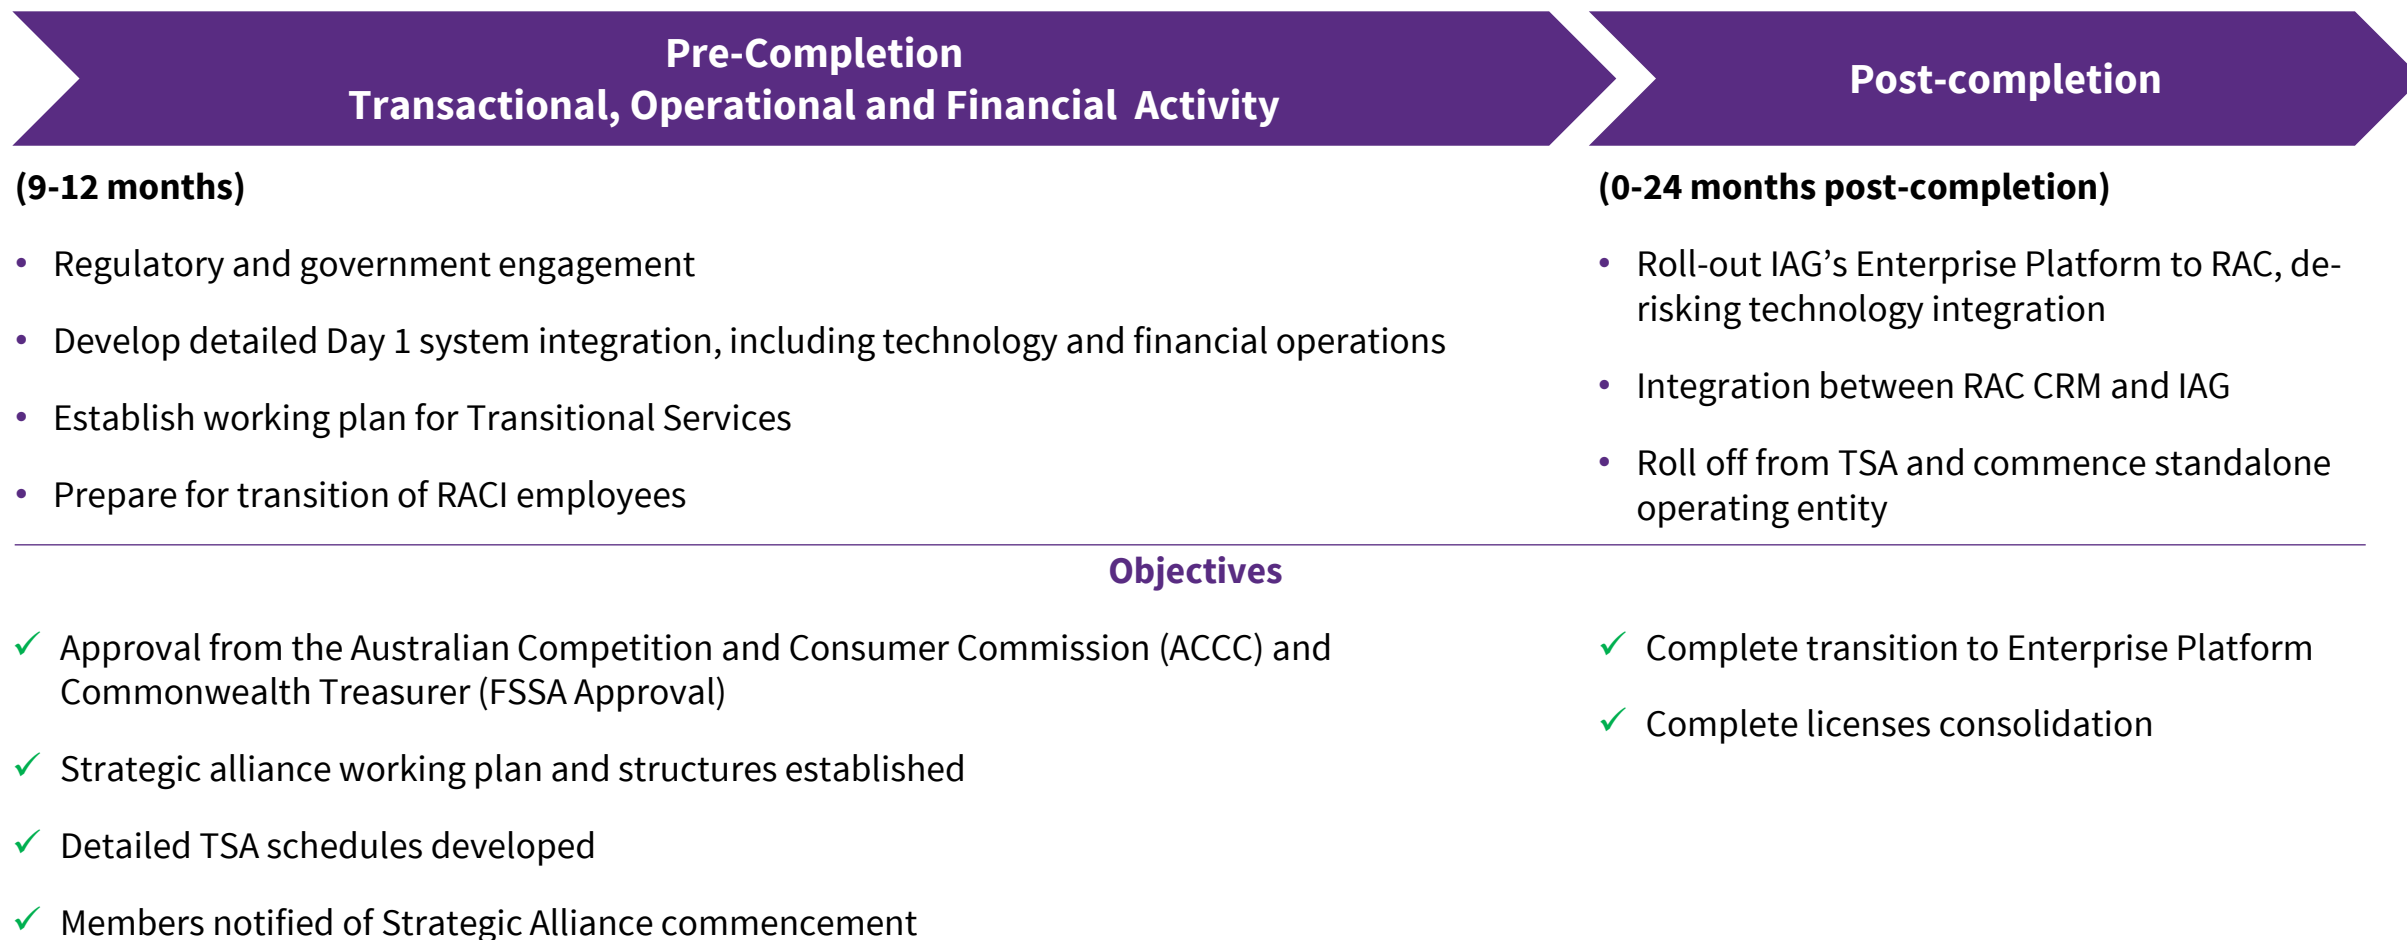 Pre-Completion
Transactional, Operational and Financial Activity
(9-12 months)
• Regulatory and government engagement
• Develop detailed Day 1 system integration, including technology and financial operations
• Establish working plan for Transitional Services
• Prepare for transition of RACI employees
Post-completion
(0-24 months post-completion)
• Roll-out IAG’s Enterprise Platform to RAC, de-
risking technology integration
• Integration between RAC CRM and IAG
• Roll off from TSA and commence standalone
operating entity
Objectives
✓ Approval from the Australian Competition and Consumer Commission (ACCC) and
Commonwealth Treasurer (FSSA Approval)
✓ Strategic alliance working plan and structures established
✓ Detailed TSA schedules developed
✓ Members notified of Strategic Alliance commencement
✓ Complete transition to Enterprise Platform
✓ Complete licenses consolidation